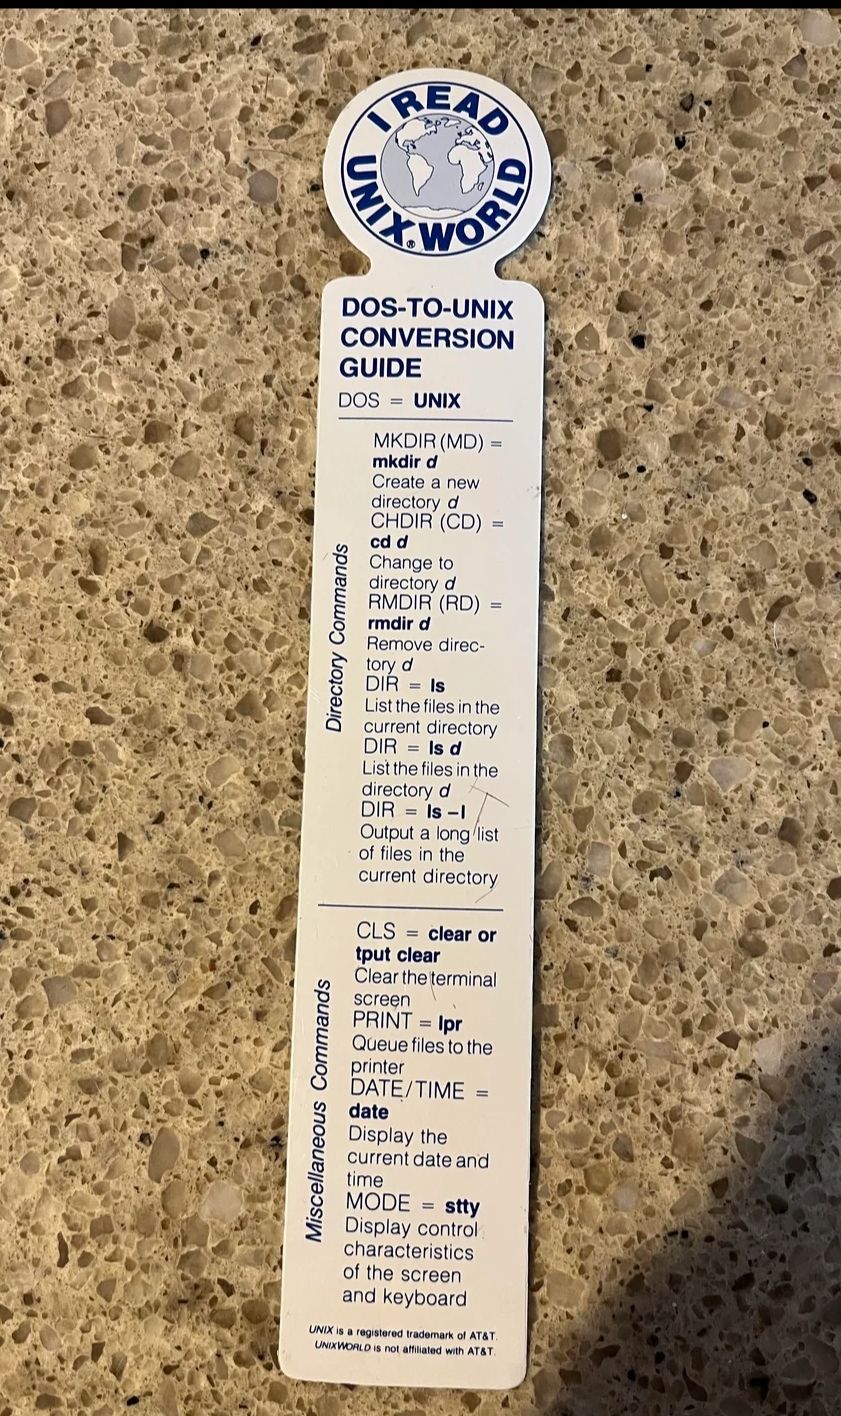 I READ
UNIX® WORLD
DOS-TO-UNIX
CONVERSION
GUIDE
DOS = UNIX
Directory Commands
MKDIR (MD) =
mkdir d
Create a new
directory d
CHDIR (CD) =
cd d
Change to
directory d
RMDIR (RD) =
rmdir d
Remove direc-
tory d
DIR = ls
List the files in the
current directory
DIR = ls d
List the files in the
directory d
DIR = ls –l
Output a long list
of files in the
current directory
Miscellaneous Commands
CLS = clear or
tput clear
Clear the terminal
screen
PRINT = lpr
Queue files to the
printer
DATE/TIME =
date
Display the
current date and
time
MODE = stty
Display control
characteristics
of the screen
and keyboard
UNIX is a registered trademark of AT&T.
UNIXWORLD is not affiliated with AT&T.